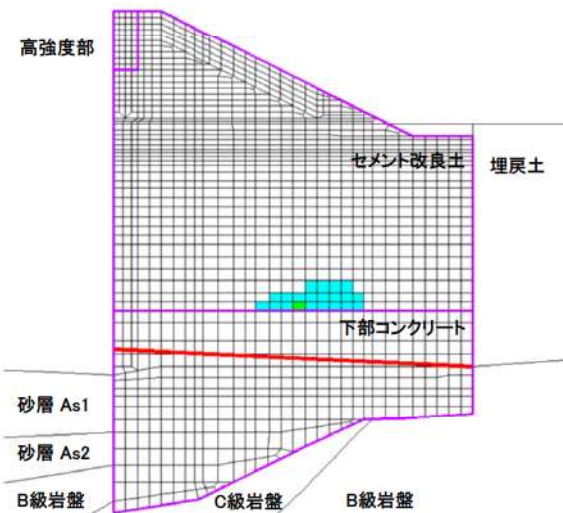 高強度部
セメント改良土
埋戻土
下部コンクリート
砂層 As1
砂層 As2
B級岩盤
C級岩盤
B級岩盤